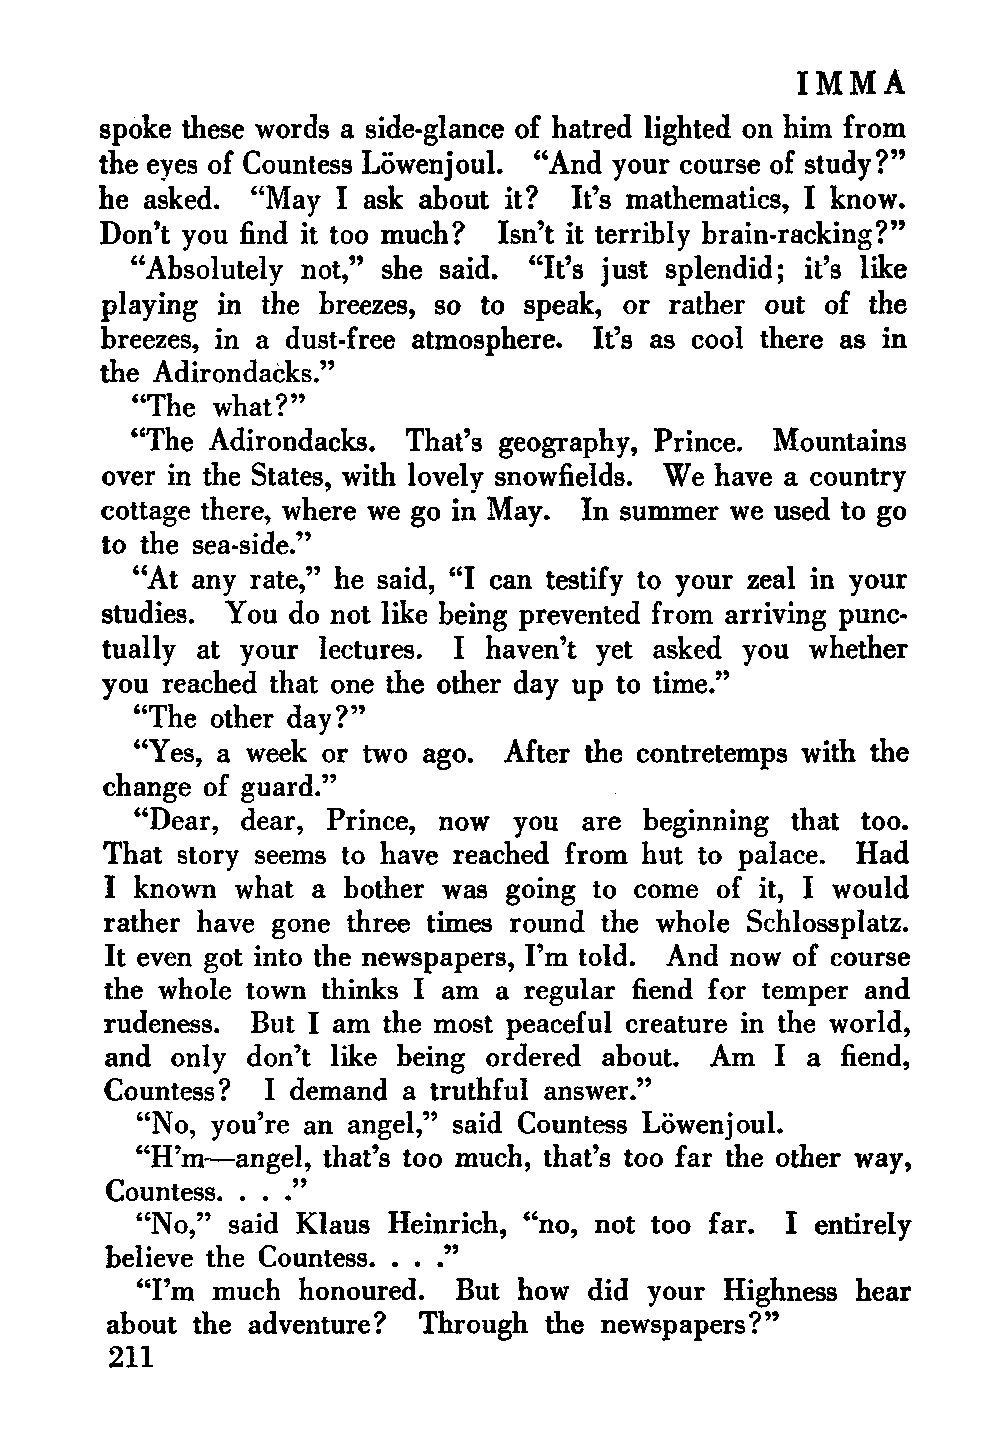 IMMA
spoke these words a side-glance of hatred lighted on him from
the eyes of Countess Löwenjoul. “And your course of study?”
he asked. “May I ask about it? It’s mathematics, I know.
Don’t you find it too much? Isn’t it terribly brain-racking?”
“Absolutely not,” she said. “It’s just splendid; it’s like
playing in the breezes, so to speak, or rather out of the
breezes, in a dust-free atmosphere. It’s as cool there as in
the Adirondacks.”
“The what?”
“The Adirondacks. That’s geography, Prince. Mountains
over in the States, with lovely snowfields. We have a country
cottage there, where we go in May. In summer we used to go
to the sea-side.”
“At any rate,” he said, “I can testify to your zeal in your
studies. You do not like being prevented from arriving punc-
tually at your lectures. I haven’t yet asked you whether
you reached that one the other day up to time.”
“The other day?”
“Yes, a week or two ago. After the contretemps with the
change of guard.”
“Dear, dear, Prince, now you are beginning that too.
That story seems to have reached from hut to palace. Had
I known what a bother was going to come of it, I would
rather have gone three times round the whole Schlossplatz.
It even got into the newspapers, I’m told. And now of course
the whole town thinks I am a regular fiend for temper and
rudeness. But I am the most peaceful creature in the world,
and only don’t like being ordered about. Am I a fiend,
Countess? I demand a truthful answer.”
“No, you’re an angel,” said Countess Löwenjoul.
“H’m—angel, that’s too much, that’s too far the other way,
Countess. . . .”
“No,” said Klaus Heinrich, “no, not too far. I entirely
believe the Countess. . . .”
“I’m much honoured. But how did your Highness hear
about the adventure? Through the newspapers?”
211